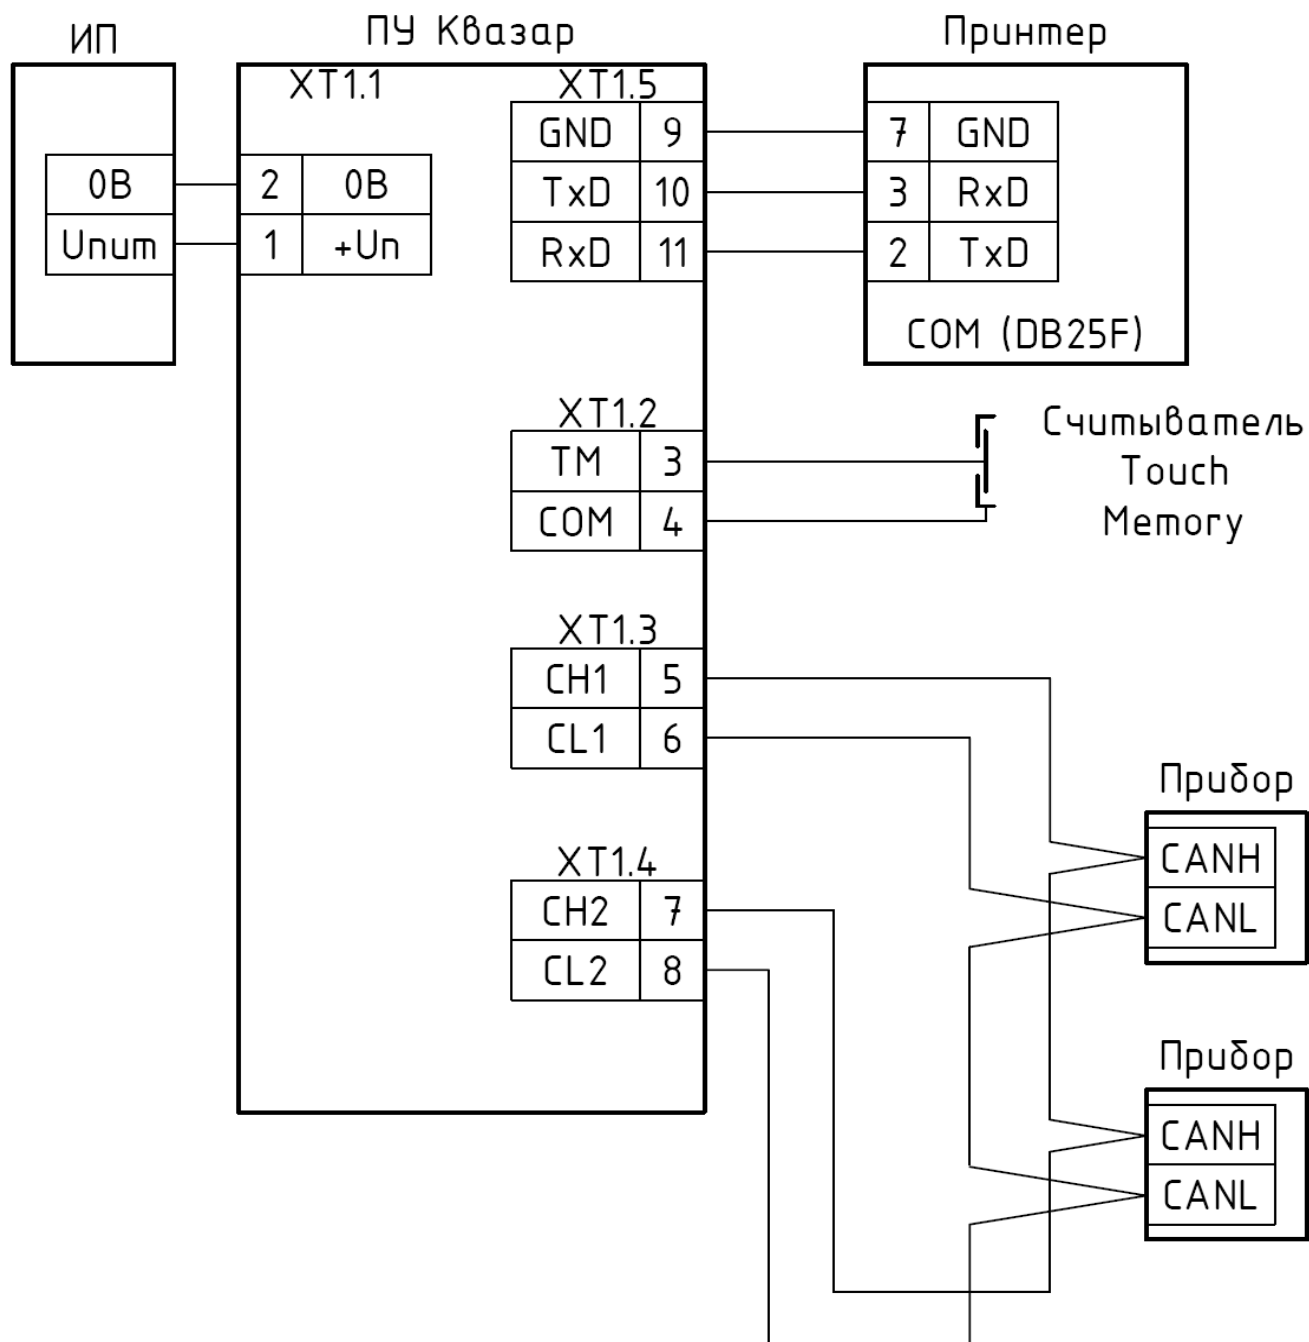 ИП
0В
Uпит
ПУ Квазар
XT1.1
2 0В
1 +Uп
XT1.5
GND 9
TxD 10
RxD 11
Принтер
7 GND
3 RxD
2 TxD
COM (DB25F)
XT1.2
TM 3
COM 4
Считыватель
Touch
Memory
XT1.3
CH1 5
CL1 6
XT1.4
CH2 7
CL2 8
Прибор
CANH
CANL
Прибор
CANH
CANL